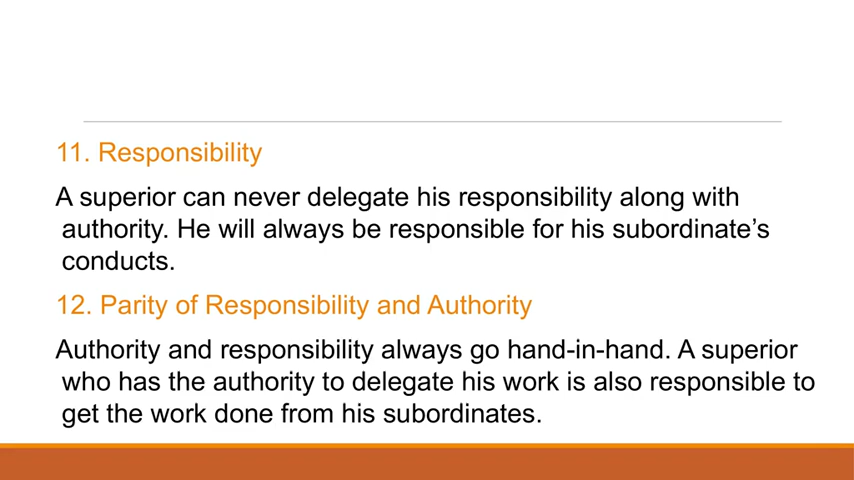 11. Responsibility
A superior can never delegate his responsibility along with
authority. He will always be responsible for his subordinate’s
conducts.
12. Parity of Responsibility and Authority
Authority and responsibility always go hand-in-hand. A superior
who has the authority to delegate his work is also responsible to
get the work done from his subordinates.